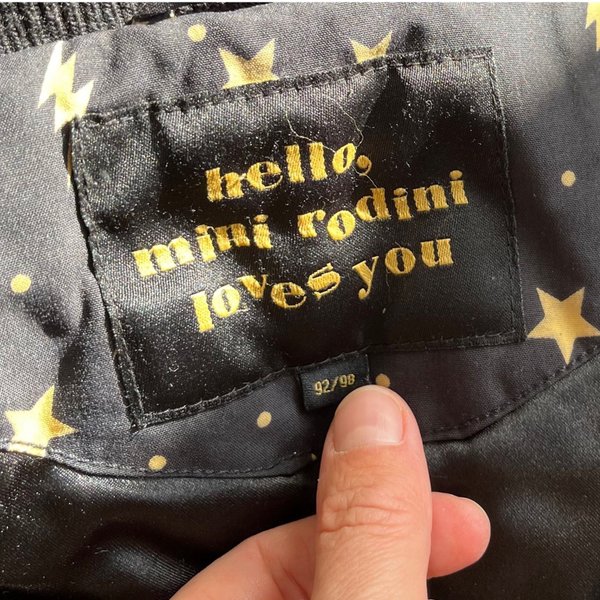 hello,
mini rodini
loves you
92/98